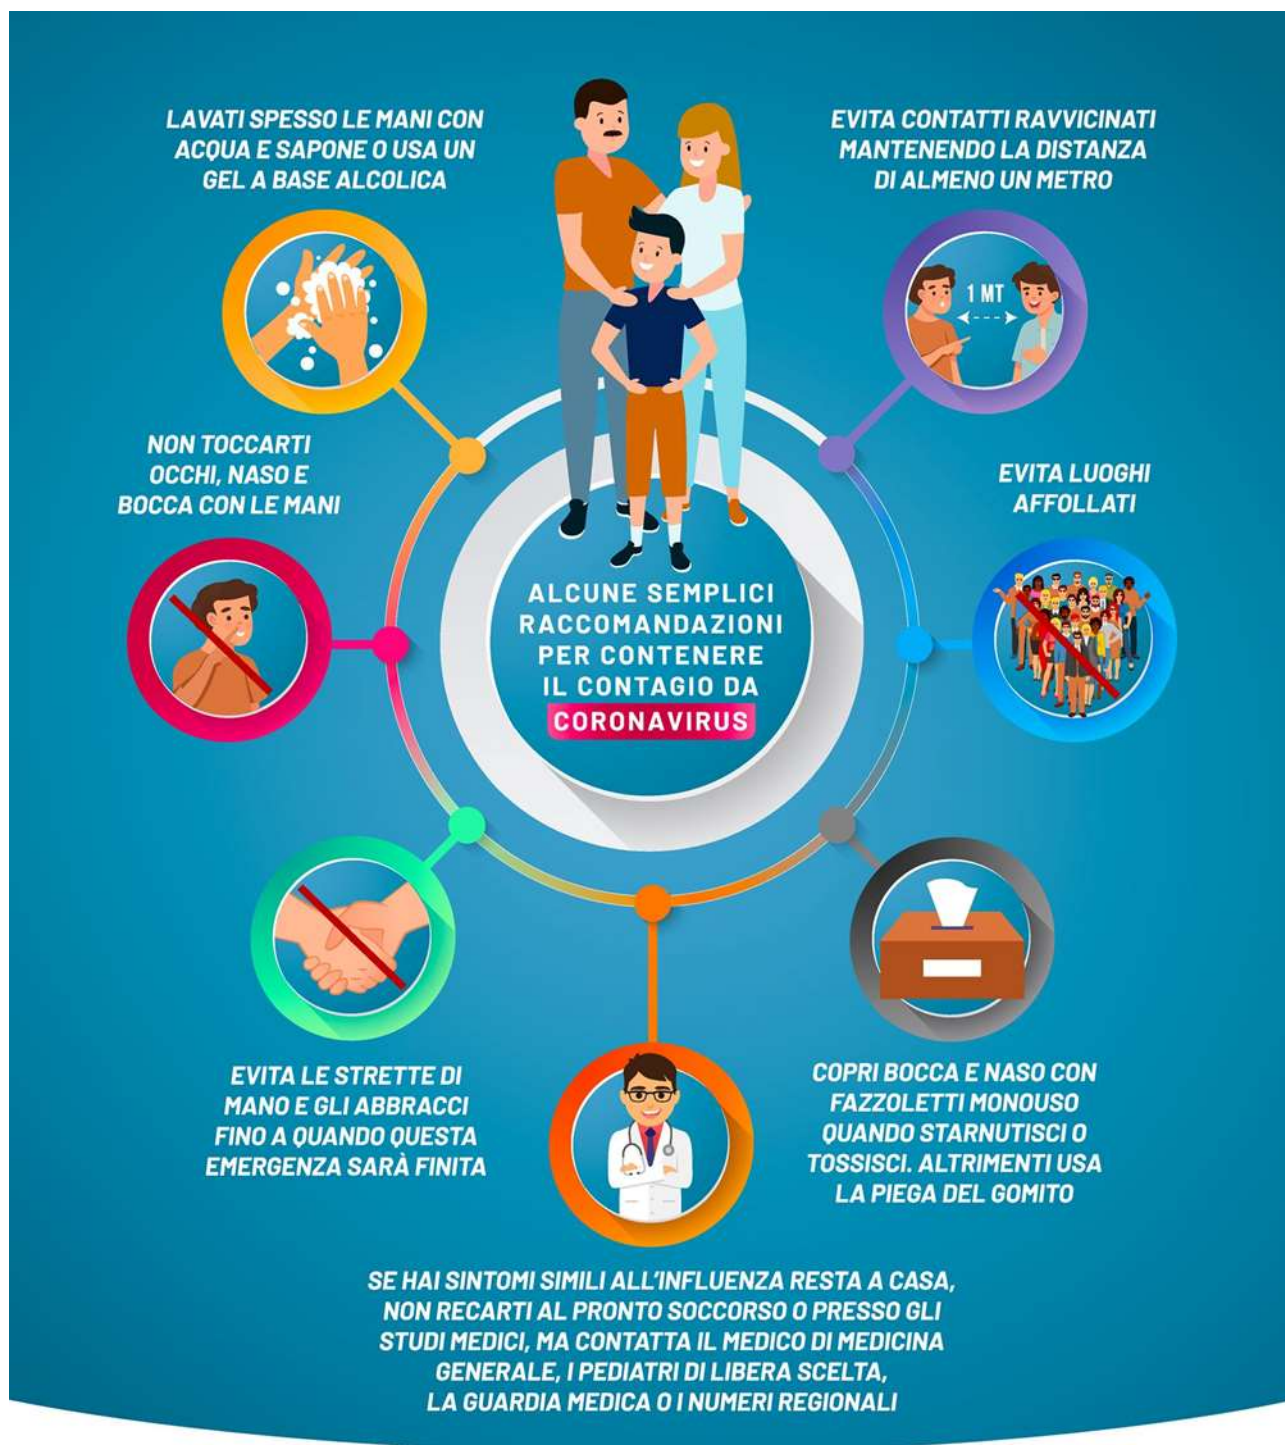 LAVATI SPESSO LE MANI CON
ACQUA E SAPONE O USA UN
GEL A BASE ALCOLICA
EVITA CONTATTI RAVVICINATI
MANTENENDO LA DISTANZA
DI ALMENO UN METRO
1 MT
NON TOCCARTI
OCCHI, NASO E
BOCCA CON LE MANI
EVITA LUOGHI
AFFOLLATI
ALCUNE SEMPLICI
RACCOMANDAZIONI
PER CONTENERE
IL CONTAGIO DA
CORONAVIRUS
EVITA LE STRETTE DI
MANO E GLI ABBRACCI
FINO A QUANDO QUESTA
EMERGENZA SARÀ FINITA
COPRI BOCCA E NASO CON
FAZZOLETTI MONOUSO
QUANDO STARNUTISCI O
TOSSISCI. ALTRIMENTI USA
LA PIEGA DEL GOMITO
SE HAI SINTOMI SIMILI ALL'INFLUENZA RESTA A CASA,
NON RECARTI AL PRONTO SOCCORSO O PRESSO GLI
STUDI MEDICI, MA CONTATTA IL MEDICO DI MEDICINA
GENERALE, I PEDIATRI DI LIBERA SCELTA,
LA GUARDIA MEDICA O I NUMERI REGIONALI